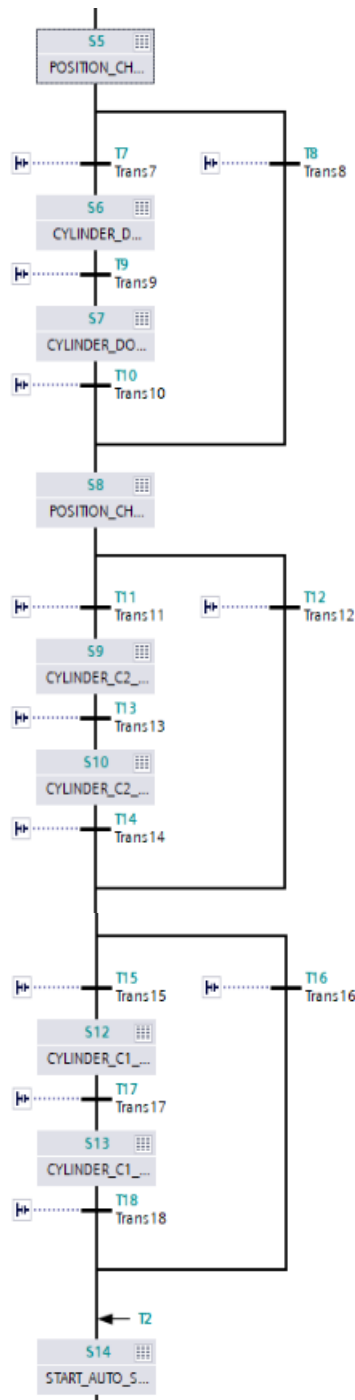 S5
POSITION_CH...
T7
Trans7
T8
Trans8
S6
CYLINDER_D...
T9
Trans9
S7
CYLINDER_DO...
T10
Trans10
S8
POSITION_CH...
T11
Trans11
T12
Trans12
S9
CYLINDER_C2_...
T13
Trans13
S10
CYLINDER_C2_...
T14
Trans14
T15
Trans15
T16
Trans16
S12
CYLINDER_C1_...
T17
Trans17
S13
CYLINDER_C1_...
T18
Trans18
T2
S14
START_AUTO_S...